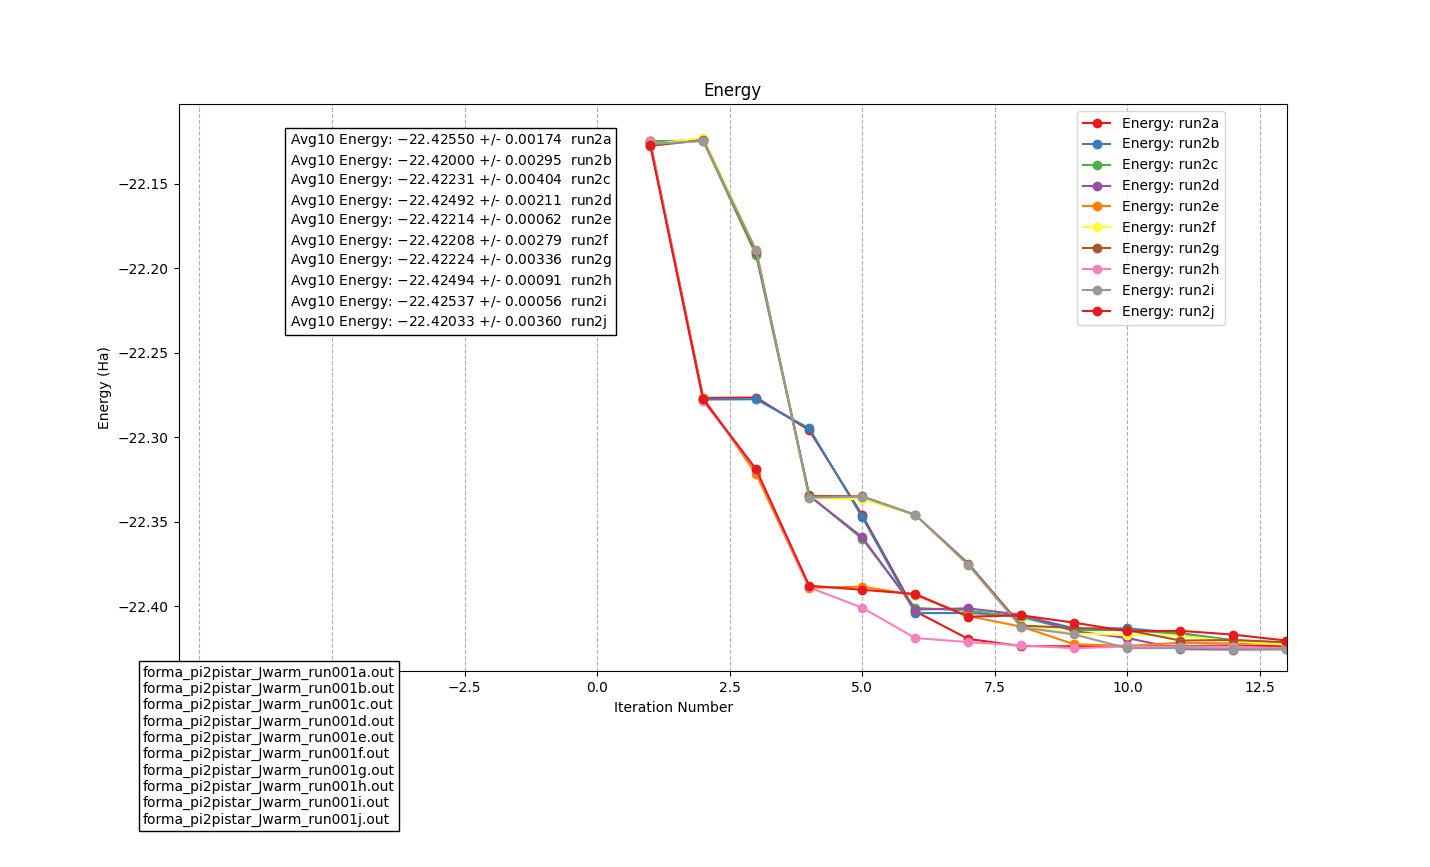 Energy
Avg10 Energy: −22.42550 +/- 0.00174 run2a
Avg10 Energy: −22.42000 +/- 0.00295 run2b
Avg10 Energy: −22.42231 +/- 0.00404 run2c
Avg10 Energy: −22.42492 +/- 0.00211 run2d
Avg10 Energy: −22.42214 +/- 0.00062 run2e
Avg10 Energy: −22.42208 +/- 0.00279 run2f
Avg10 Energy: −22.42224 +/- 0.00336 run2g
Avg10 Energy: −22.42494 +/- 0.00091 run2h
Avg10 Energy: −22.42537 +/- 0.00056 run2i
Avg10 Energy: −22.42033 +/- 0.00360 run2j
Energy: run2a
Energy: run2b
Energy: run2c
Energy: run2d
Energy: run2e
Energy: run2f
Energy: run2g
Energy: run2h
Energy: run2i
Energy: run2j
−22.15
−22.20
−22.25
−22.30
−22.35
−22.40
Energy (Ha)
−2.5 0.0 2.5 5.0 7.5 10.0 12.5
Iteration Number
forma_pi2pistar_Jwarm_run001a.out
forma_pi2pistar_Jwarm_run001b.out
forma_pi2pistar_Jwarm_run001c.out
forma_pi2pistar_Jwarm_run001d.out
forma_pi2pistar_Jwarm_run001e.out
forma_pi2pistar_Jwarm_run001f.out
forma_pi2pistar_Jwarm_run001g.out
forma_pi2pistar_Jwarm_run001h.out
forma_pi2pistar_Jwarm_run001i.out
forma_pi2pistar_Jwarm_run001j.out